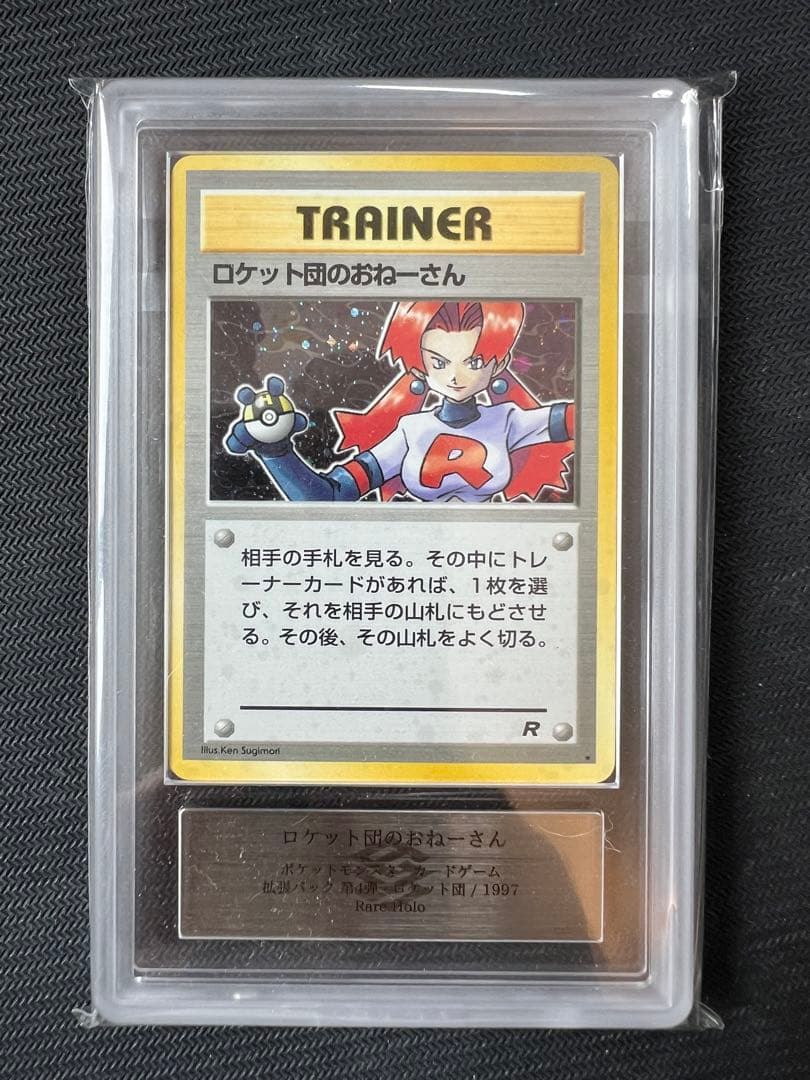 TRAINER
ロケット団のおねーさん
R
相手の手札を見る。その中にトレ
ーナーカードがあれば、1枚を選
び、それを相手の山札にもどさせ
る。その後、その山札をよく切る。
R
Illus.Ken Sugimori
ロケット団のおねーさん
ポケットモンスターカードゲーム
拡張パック 第4弾・ロケット団 / 1997
Rare Holo